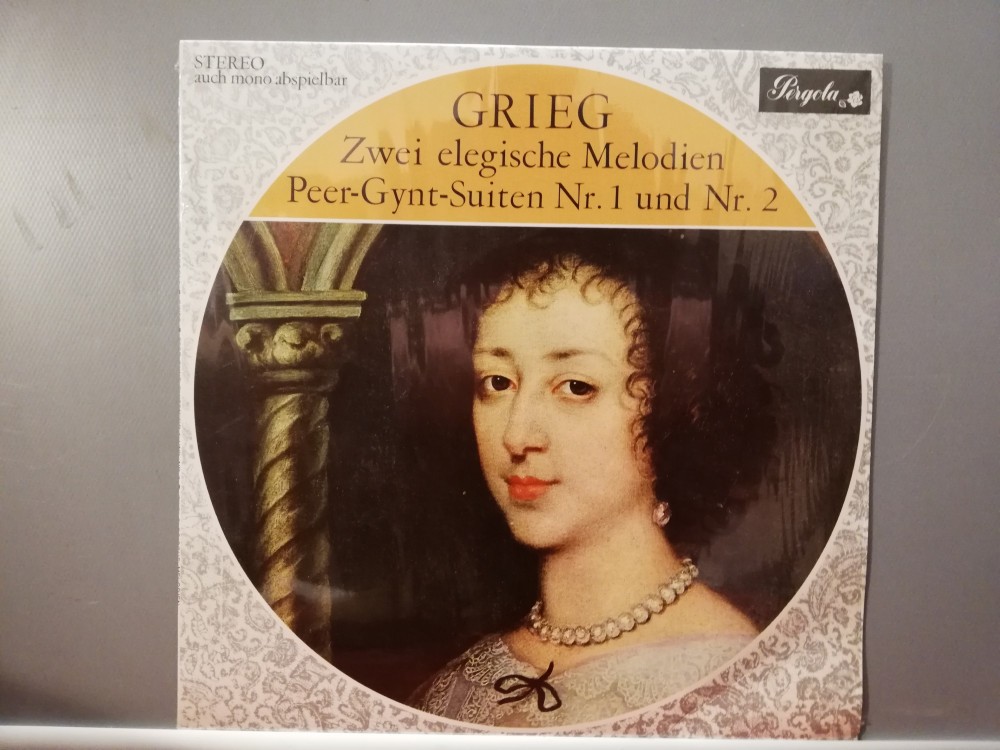 STEREO
auch mono abspielbar
Pergola
GRIEG
Zwei elegische Melodien
Peer-Gynt-Suiten Nr. 1 und Nr. 2